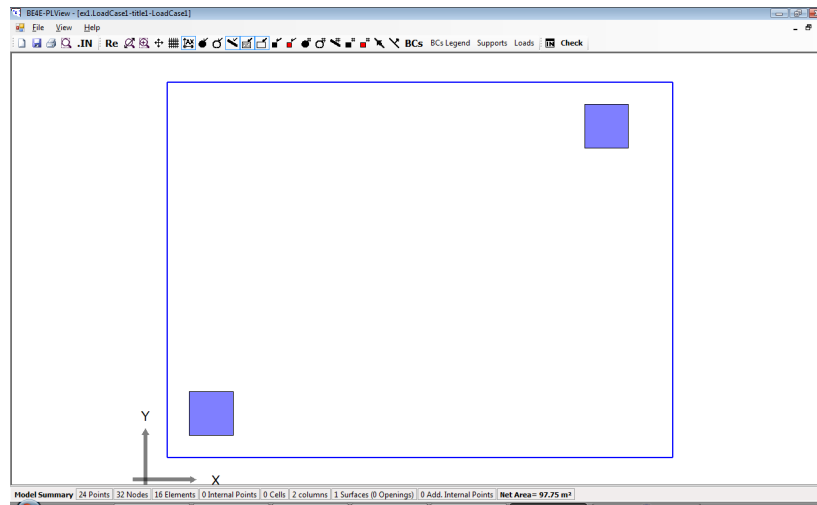 BE4E-PLView - [ex1.LoadCase1-title1-LoadCase1]
File View Help
.IN Re AX BCs BCs Legend Supports Loads IN Check
Y
X
Model Summary 24 Points 32 Nodes 16 Elements 0 Internal Points 0 Cells 2 columns 1 Surfaces (0 Openings) 0 Add. Internal Points Net Area= 97.75 m²